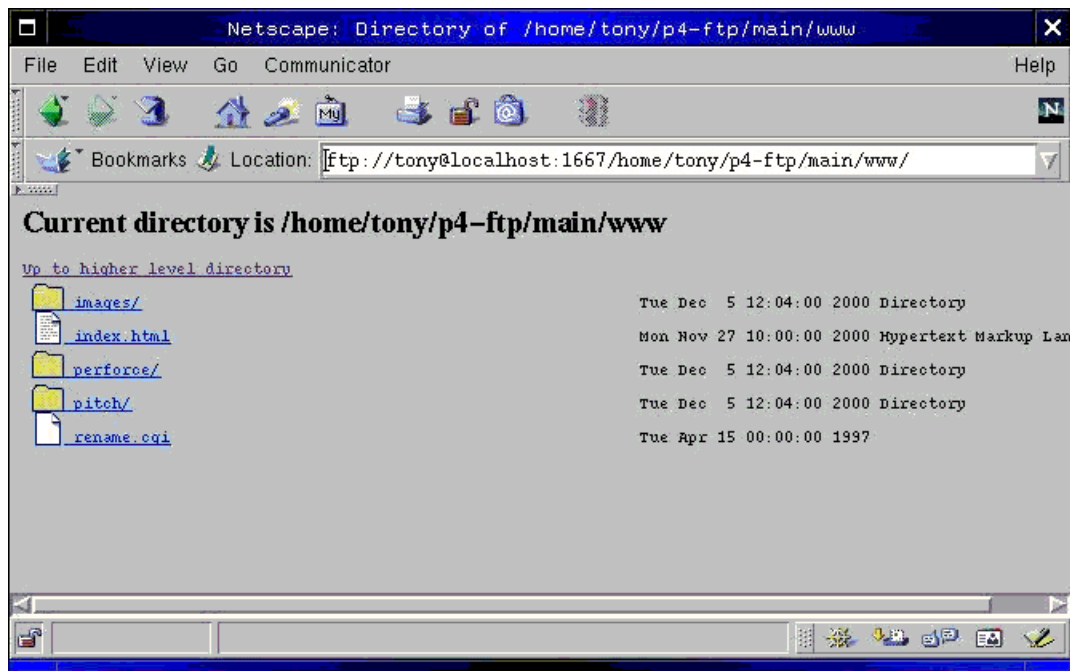 Netscape: Directory of /home/tony/p4-ftp/main/www
File Edit View Go Communicator Help
My
N
Bookmarks Location: ftp://tony@localhost:1667/home/tony/p4-ftp/main/www/
Current directory is /home/tony/p4-ftp/main/www
Up to higher level directory
images/ Tue Dec 5 12:04:00 2000 Directory
index.html Mon Nov 27 10:00:00 2000 Hypertext Markup Lan
perforce/ Tue Dec 5 12:04:00 2000 Directory
pitch/ Tue Dec 5 12:04:00 2000 Directory
rename.cgi Tue Apr 15 00:00:00 1997